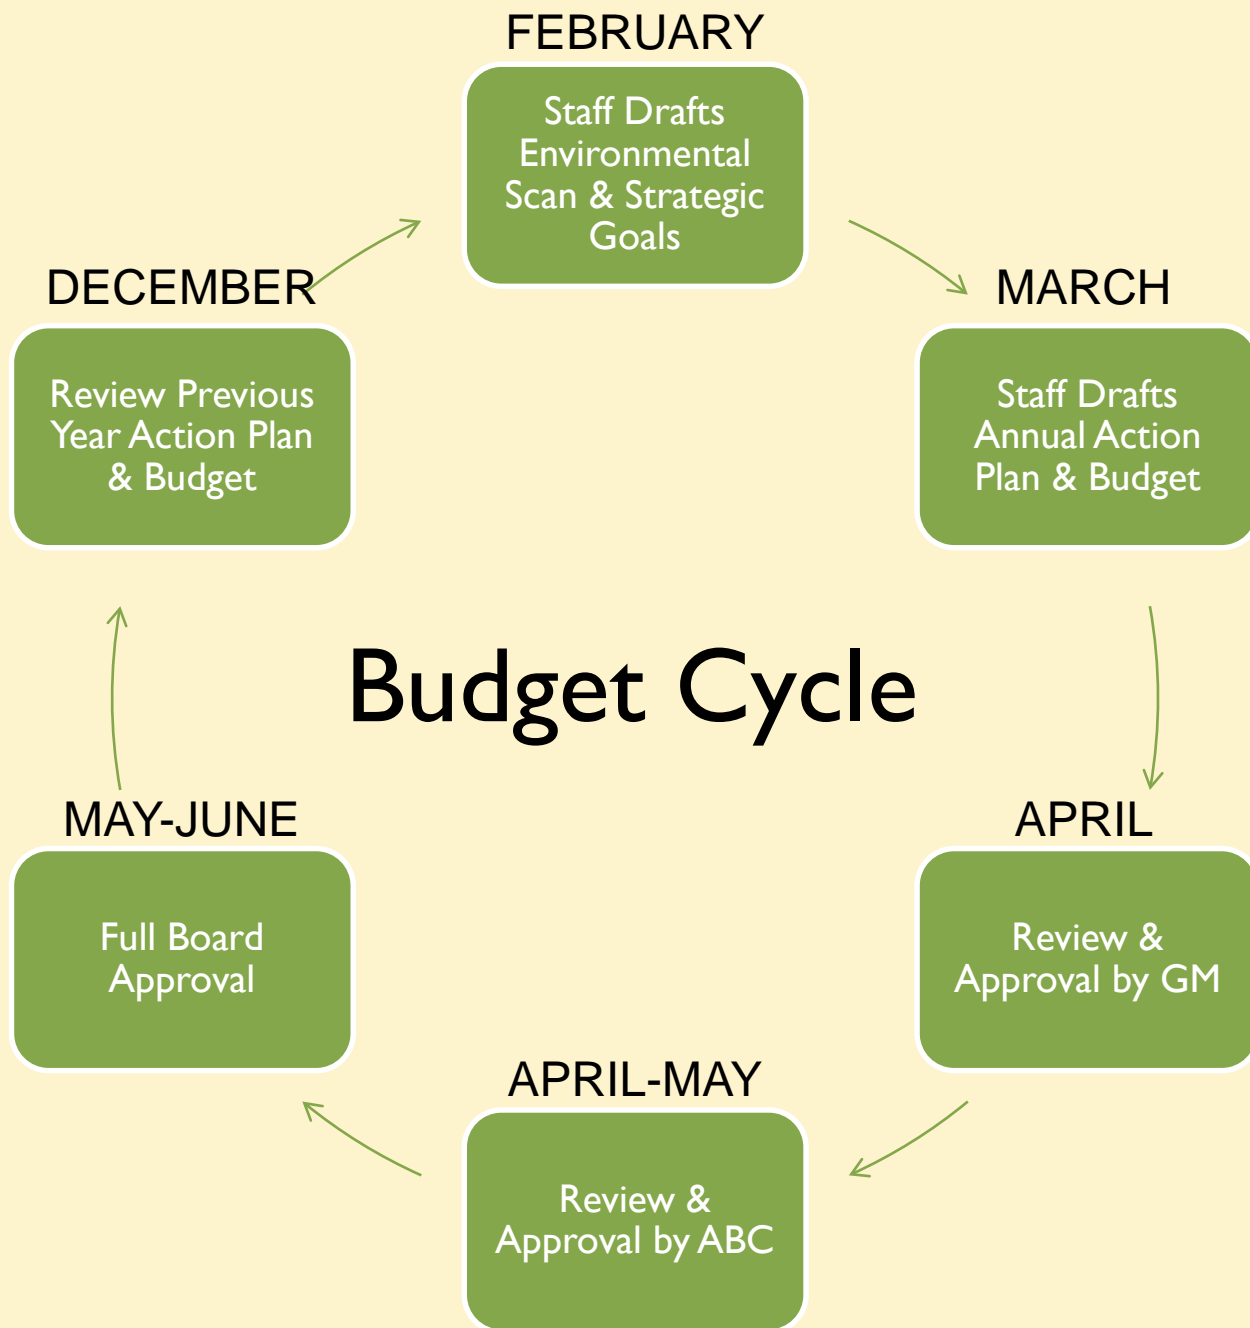 FEBRUARY
Staff Drafts
Environmental
Scan & Strategic
Goals
MARCH
Staff Drafts
Annual Action
Plan & Budget
APRIL
Review &
Approval by GM
APRIL-MAY
Review &
Approval by ABC
MAY-JUNE
Full Board
Approval
DECEMBER
Review Previous
Year Action Plan
& Budget
Budget Cycle